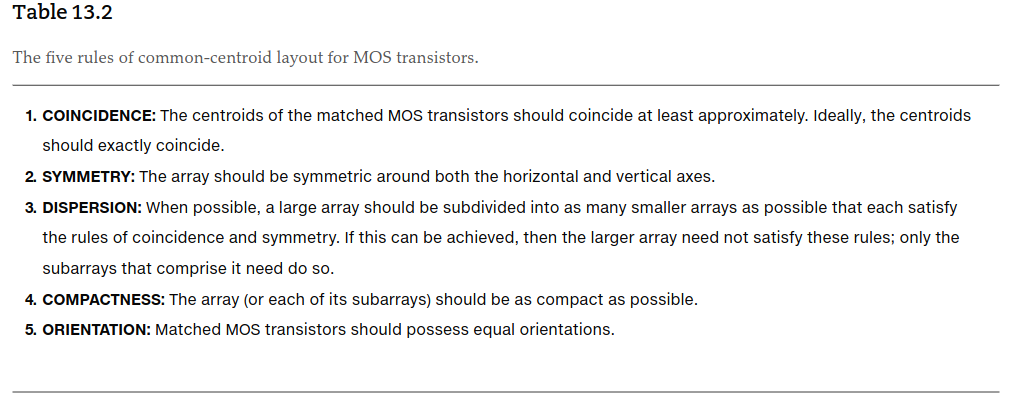 Table 13.2
The five rules of common-centroid layout for MOS transistors.
1. COINCIDENCE: The centroids of the matched MOS transistors should coincide at least approximately. Ideally, the centroids
should exactly coincide.
2. SYMMETRY: The array should be symmetric around both the horizontal and vertical axes.
3. DISPERSION: When possible, a large array should be subdivided into as many smaller arrays as possible that each satisfy
the rules of coincidence and symmetry. If this can be achieved, then the larger array need not satisfy these rules; only the
subarrays that comprise it need do so.
4. COMPACTNESS: The array (or each of its subarrays) should be as compact as possible.
5. ORIENTATION: Matched MOS transistors should possess equal orientations.